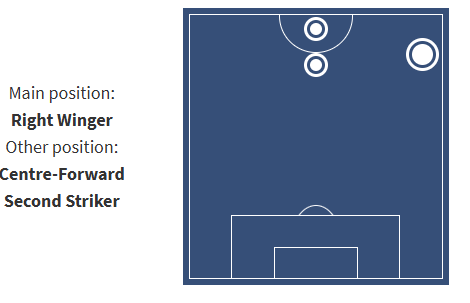 Main position:
Right Winger
Other position:
Centre-Forward
Second Striker